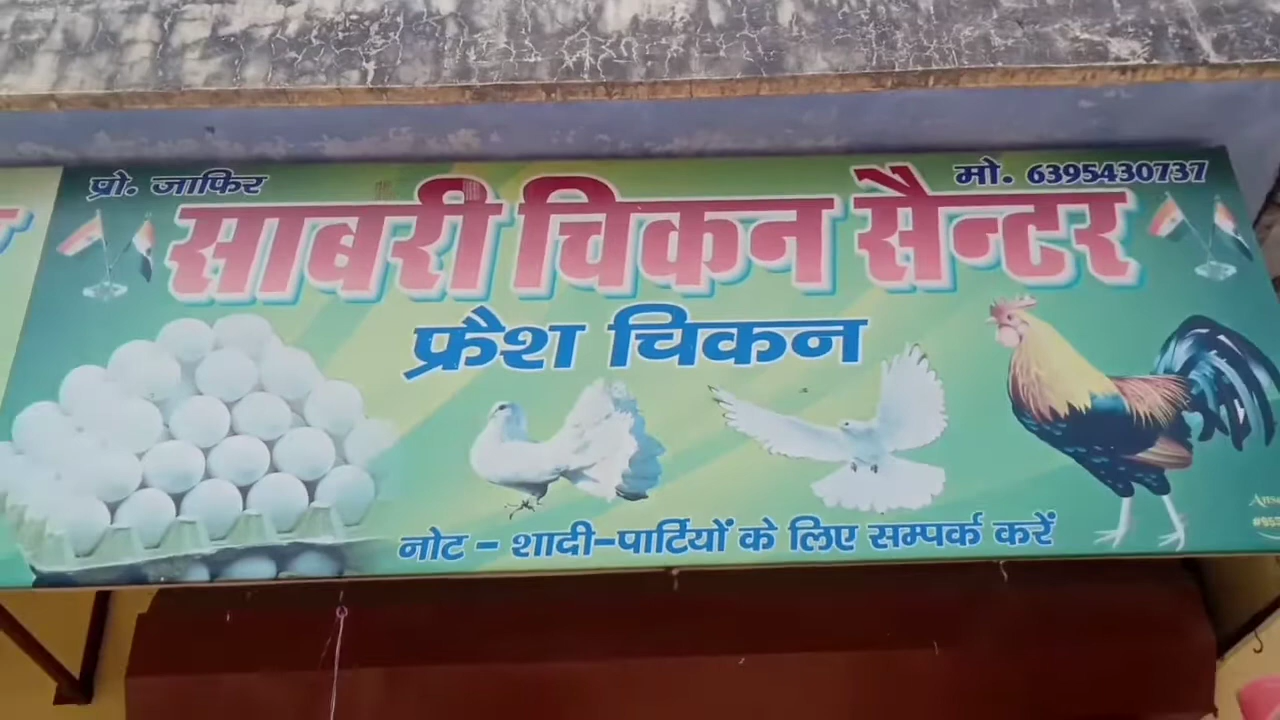 प्रो. जाफिर
मो. 6395430737
साबरी चिकन सैन्टर
फ्रैश चिकन
नोट - शादी-पार्टियों के लिए सम्पर्क करें